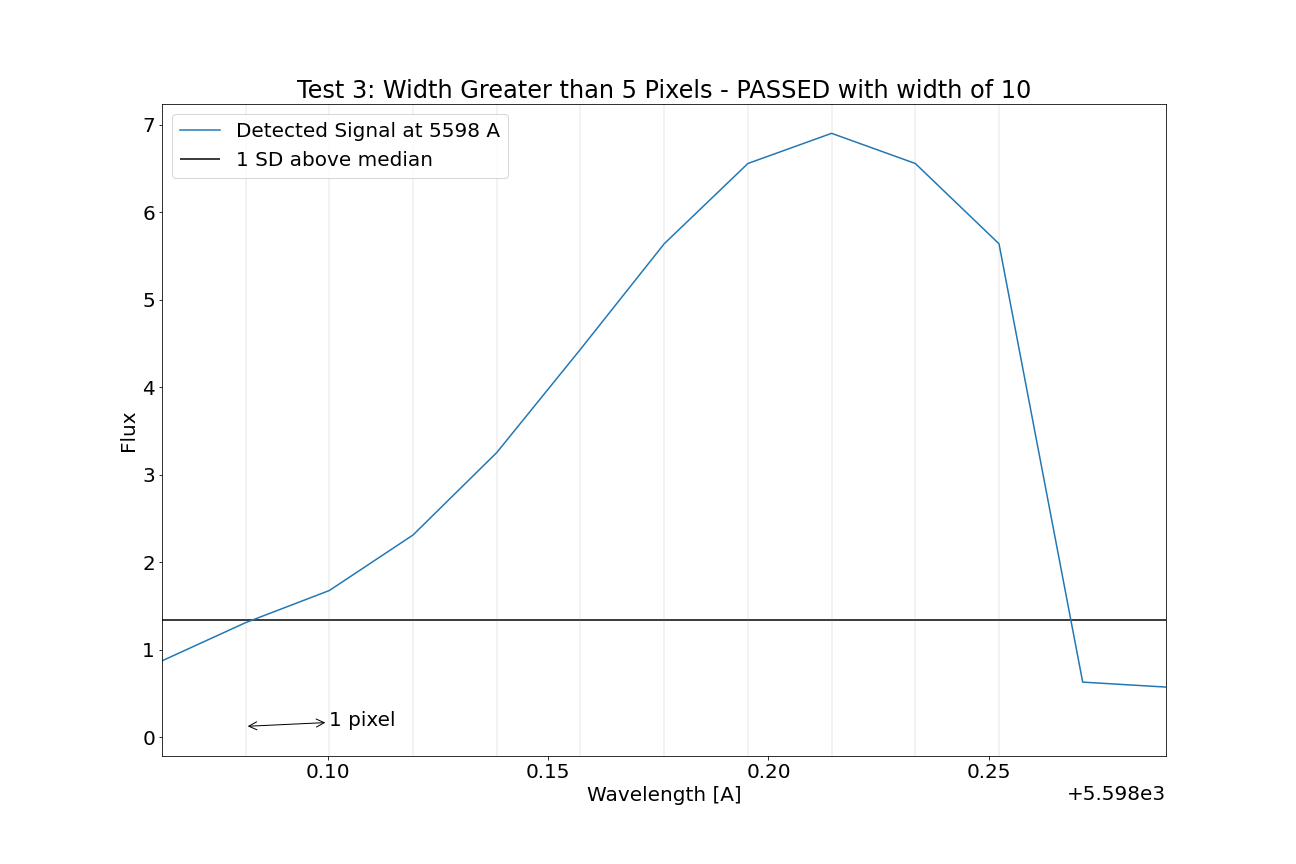 Test 3: Width Greater than 5 Pixels - PASSED with width of 10
Detected Signal at 5598 A
1 SD above median
7
6
5
4
3
2
1
0
Flux
1 pixel
0.10 0.15 0.20 0.25
Wavelength [A]
+5.598e3